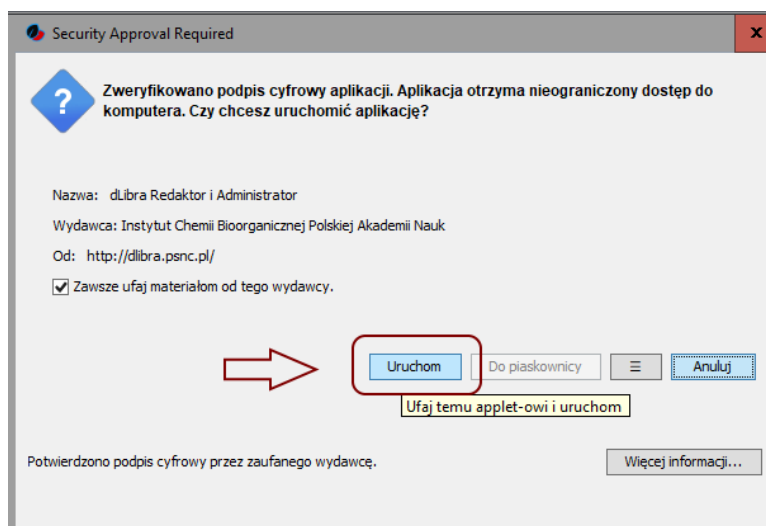 Security Approval Required
x
?
Zweryfikowano podpis cyfrowy aplikacji. Aplikacja otrzyma nieograniczony dostęp do
komputera. Czy chcesz uruchomić aplikację?
Nazwa: dLibra Redaktor i Administrator
Wydawca: Instytut Chemii Bioorganicznej Polskiej Akademii Nauk
Od: http://dlibra.psnc.pl/
Zawsze ufaj materiałom od tego wydawcy.
Uruchom Do piaskownicy ☰ Anuluj
Ufaj temu applet-owi i uruchom
Potwierdzono podpis cyfrowy przez zaufanego wydawcę. Więcej informacji...